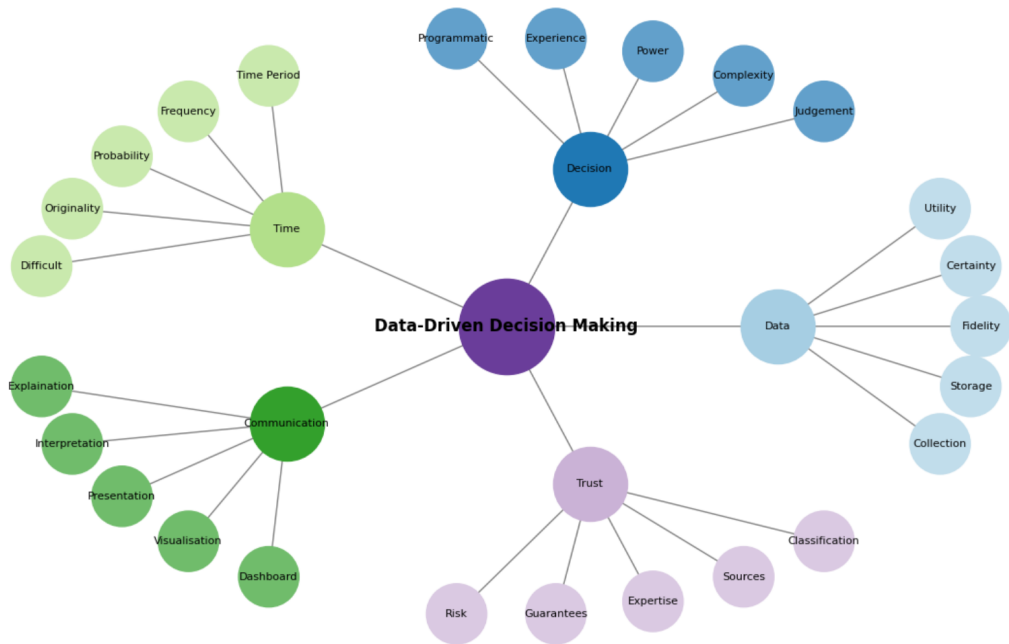 Programmatic
Experience
Power
Complexity
Judgement
Decision
Time Period
Frequency
Probability
Originality
Difficult
Time
Data-Driven Decision Making
Utility
Certainty
Fidelity
Storage
Collection
Data
Explaination
Interpretation
Presentation
Visualisation
Dashboard
Communication
Trust
Classification
Sources
Expertise
Guarantees
Risk